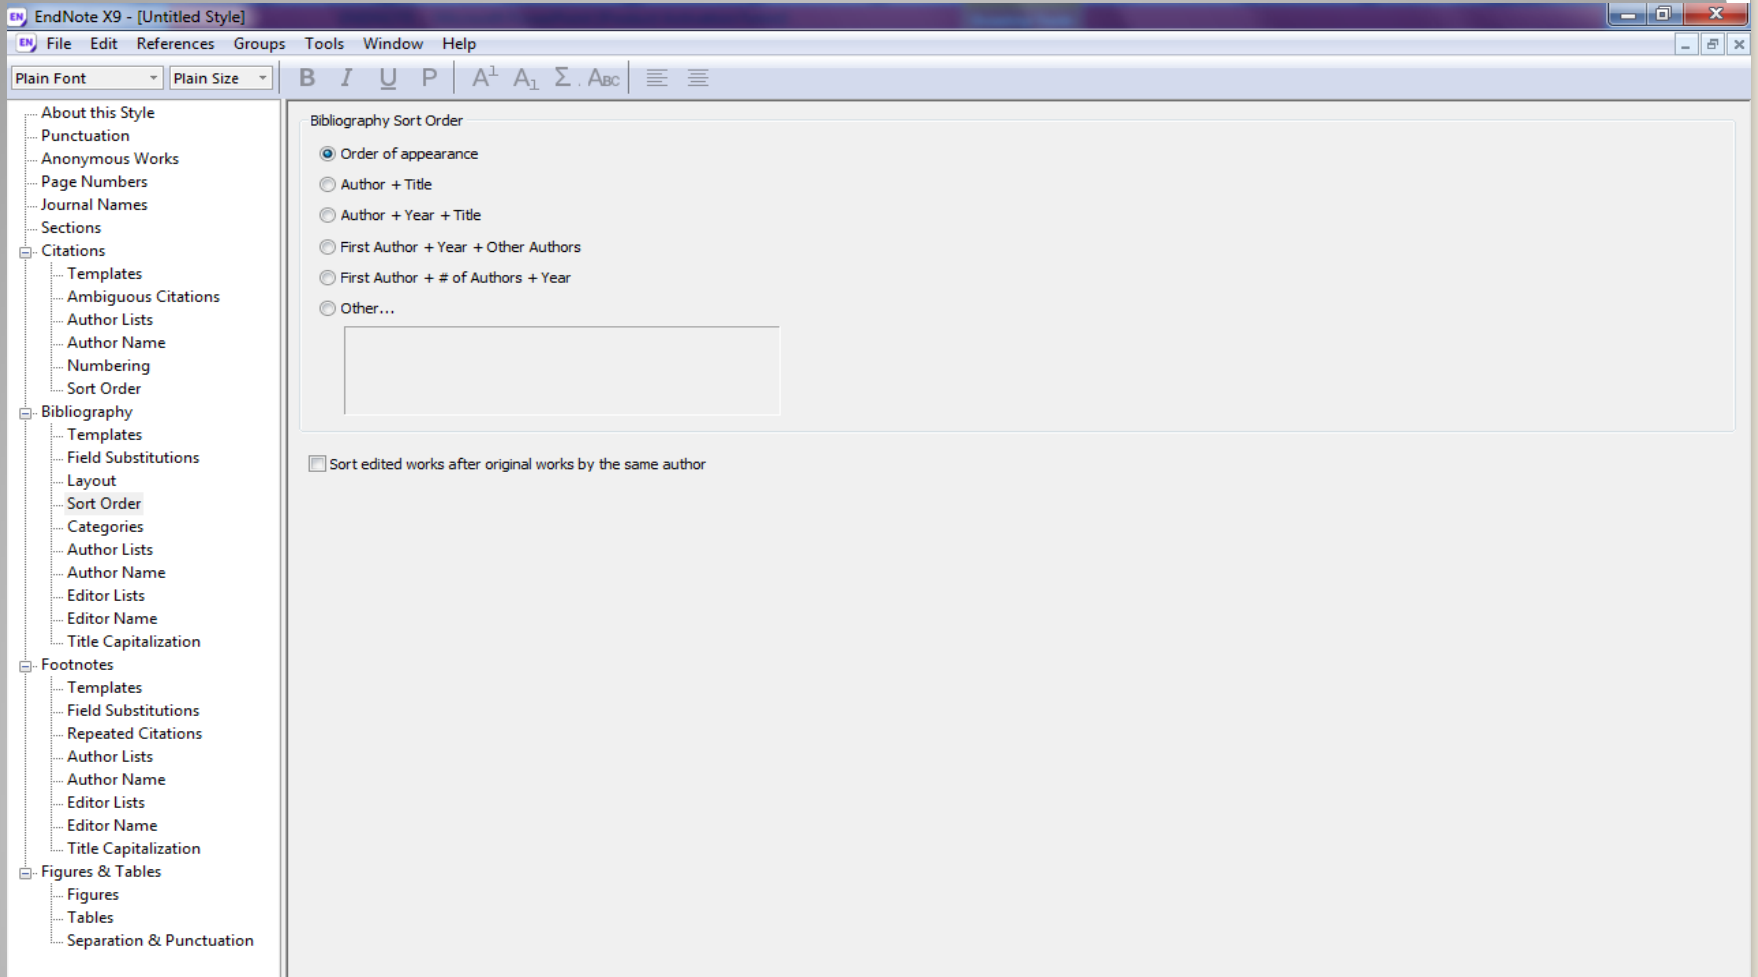 EN EndNote X9 - [Untitled Style]
EN File Edit References Groups Tools Window Help
Plain Font Plain Size B I U P A1 A1 Σ ABC
About this Style
Punctuation
Anonymous Works
Page Numbers
Journal Names
Sections
Citations
Templates
Ambiguous Citations
Author Lists
Author Name
Numbering
Sort Order
Bibliography
Templates
Field Substitutions
Layout
Sort Order
Categories
Author Lists
Author Name
Editor Lists
Editor Name
Title Capitalization
Footnotes
Templates
Field Substitutions
Repeated Citations
Author Lists
Author Name
Editor Lists
Editor Name
Title Capitalization
Figures & Tables
Figures
Tables
Separation & Punctuation
Bibliography Sort Order
Order of appearance
Author + Title
Author + Year + Title
First Author + Year + Other Authors
First Author + # of Authors + Year
Other...
Sort edited works after original works by the same author